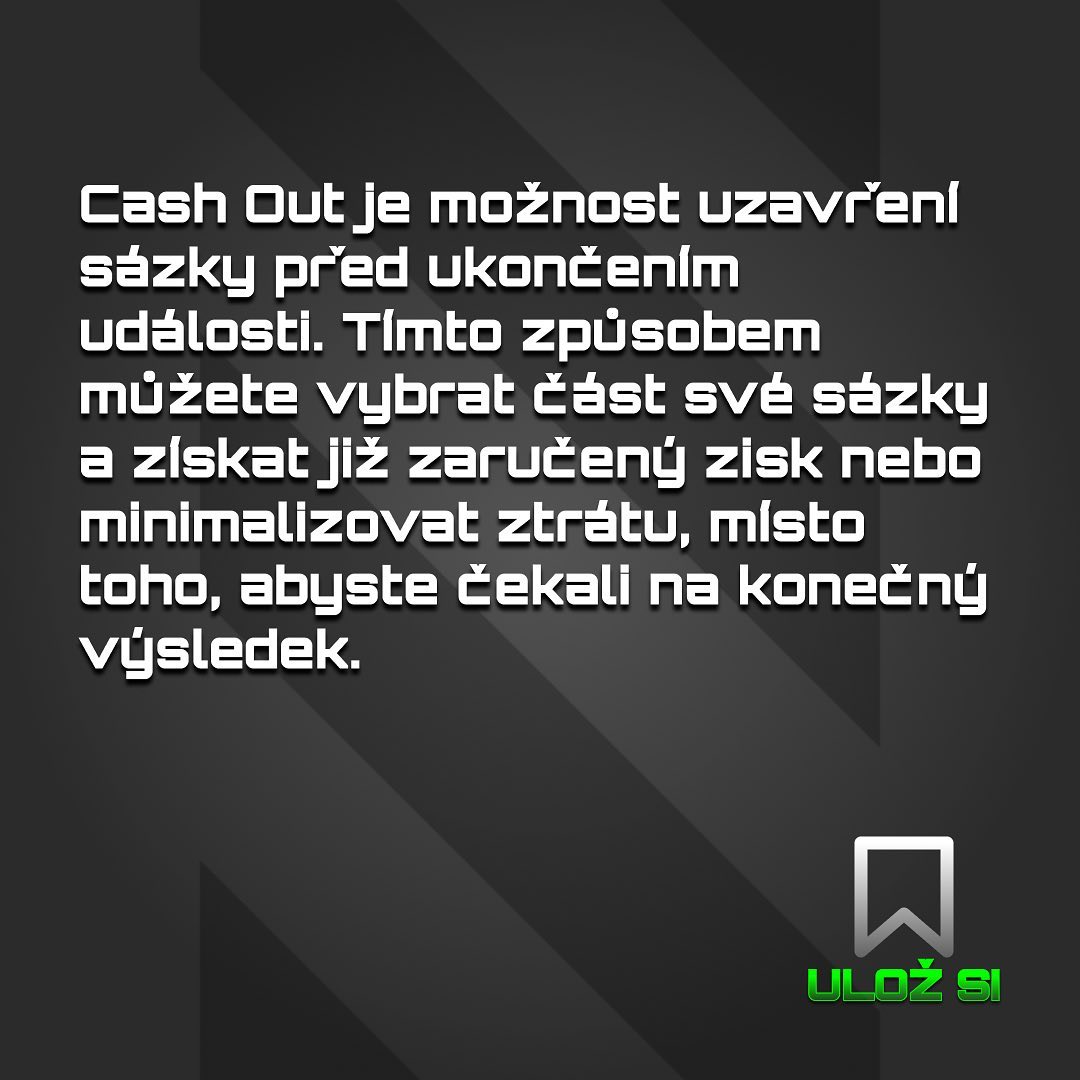 Cash Out je možnost uzavření
sázky před ukončením
události. Tímto způsobem
můžete vybrat část své sázky
a získat již zaručený zisk nebo
minimalizovat ztrátu, místo
toho, abyste čekali na konečný
výsledek.
ULOŽ SI